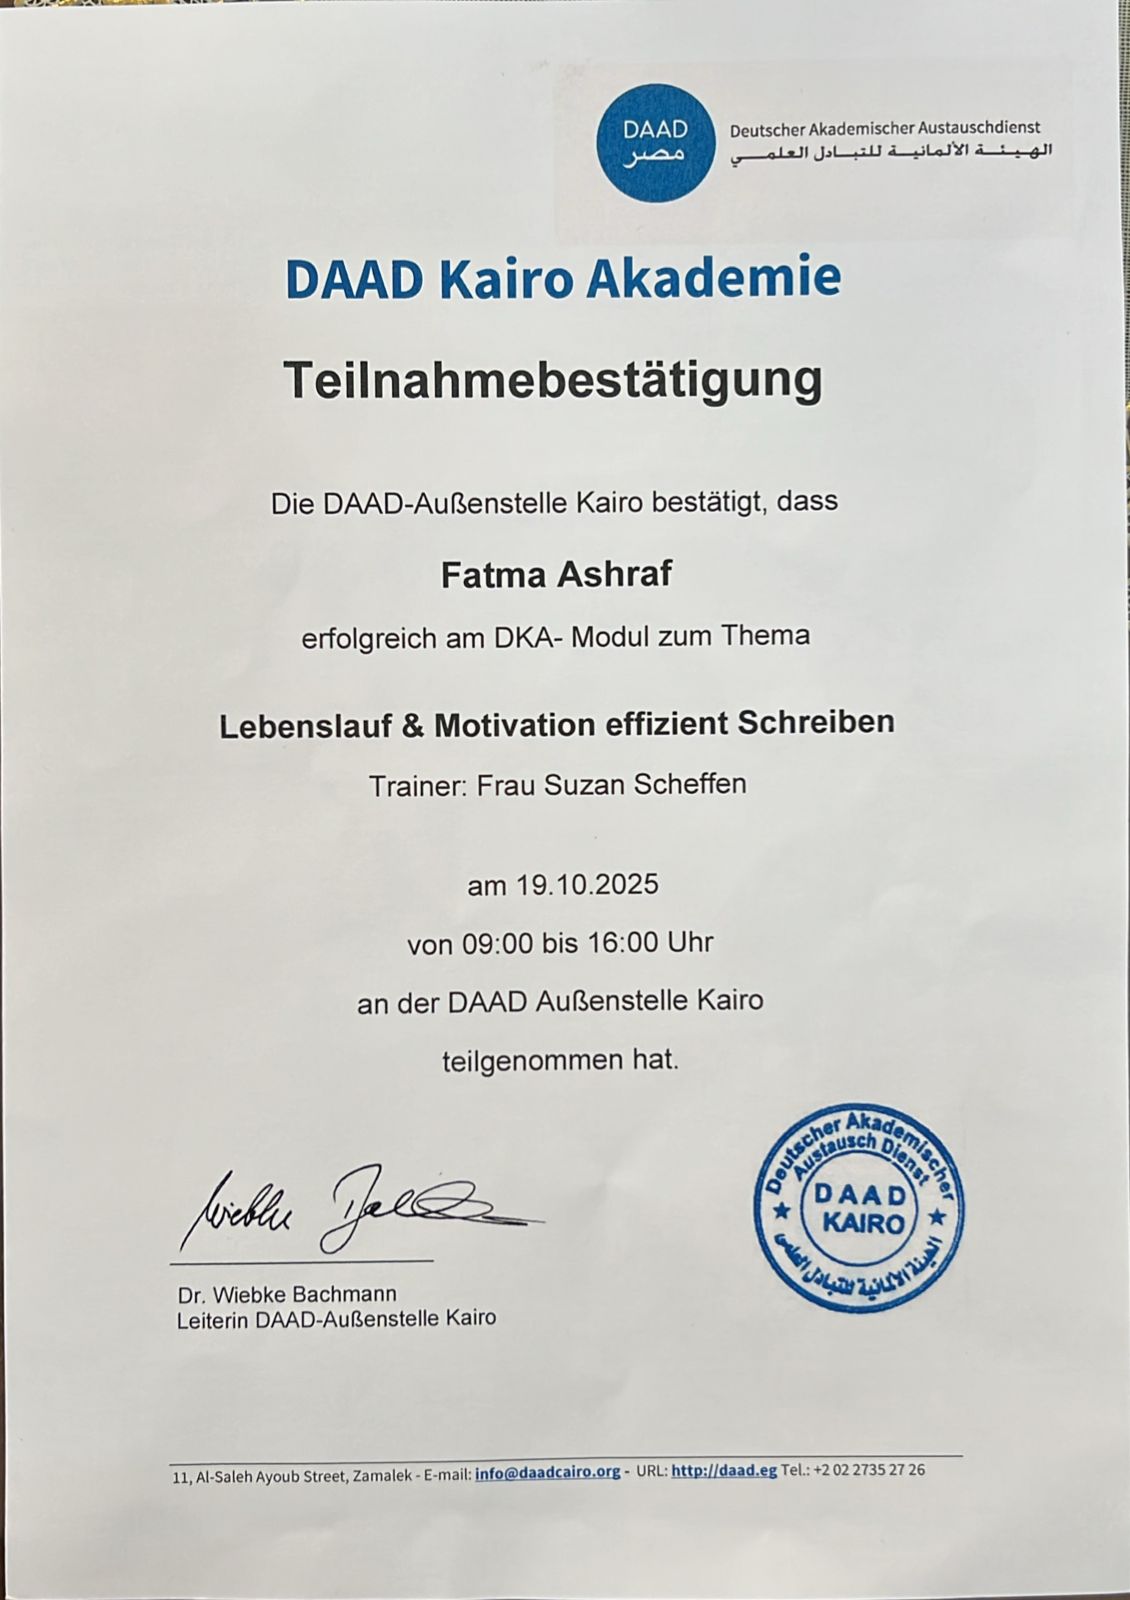 DAAD
مصر
Deutscher Akademischer Austauschdienst
الهيئة الألمانية للتبادل العلمي
DAAD Kairo Akademie
Teilnahmebestätigung
Die DAAD-Außenstelle Kairo bestätigt, dass
Fatma Ashraf
erfolgreich am DKA- Modul zum Thema
Lebenslauf & Motivation effizient Schreiben
Trainer: Frau Suzan Scheffen
am 19.10.2025
von 09:00 bis 16:00 Uhr
an der DAAD Außenstelle Kairo
teilgenommen hat.
Deutscher Akademischer
Austausch Dienst
DAAD
KAIRO
الهيئة الألمانية للتبادل العلمى
Dr. Wiebke Bachmann
Leiterin DAAD-Außenstelle Kairo
11, Al-Saleh Ayoub Street, Zamalek - E-mail: info@daadcairo.org - URL: http://daad.eg Tel.: +2 02 2735 27 26